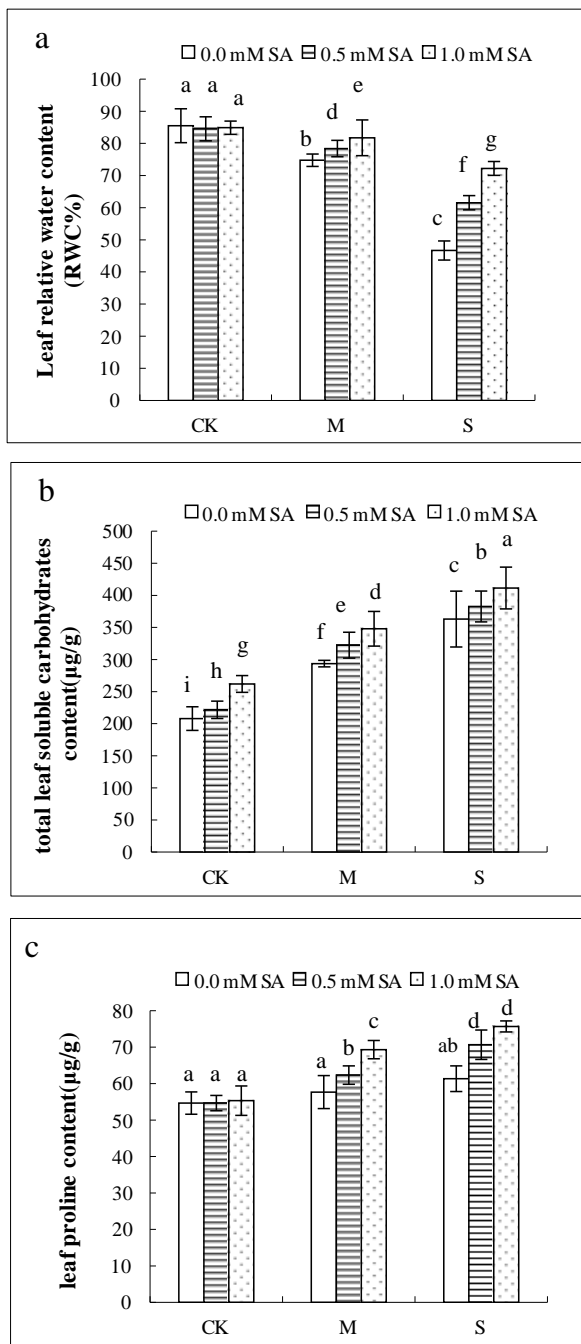 a
0.0 mM SA 0.5 mM SA 1.0 mM SA
100
90
80
70
60
50
40
30
20
10
0
Leaf relative water content
(RWC%)
a a a
b d e
c f g
CK M S
b
0.0 mM SA 0.5 mM SA 1.0 mM SA
500
450
400
350
300
250
200
150
100
50
0
total leaf soluble carbohydrates
content(μg/g)
i h g
f e d
c b a
CK M S
c
0.0 mM SA 0.5 mM SA 1.0 mM SA
80
70
60
50
40
30
20
10
0
leaf proline content(μg/g)
a a a
a b c
ab d d
CK M S